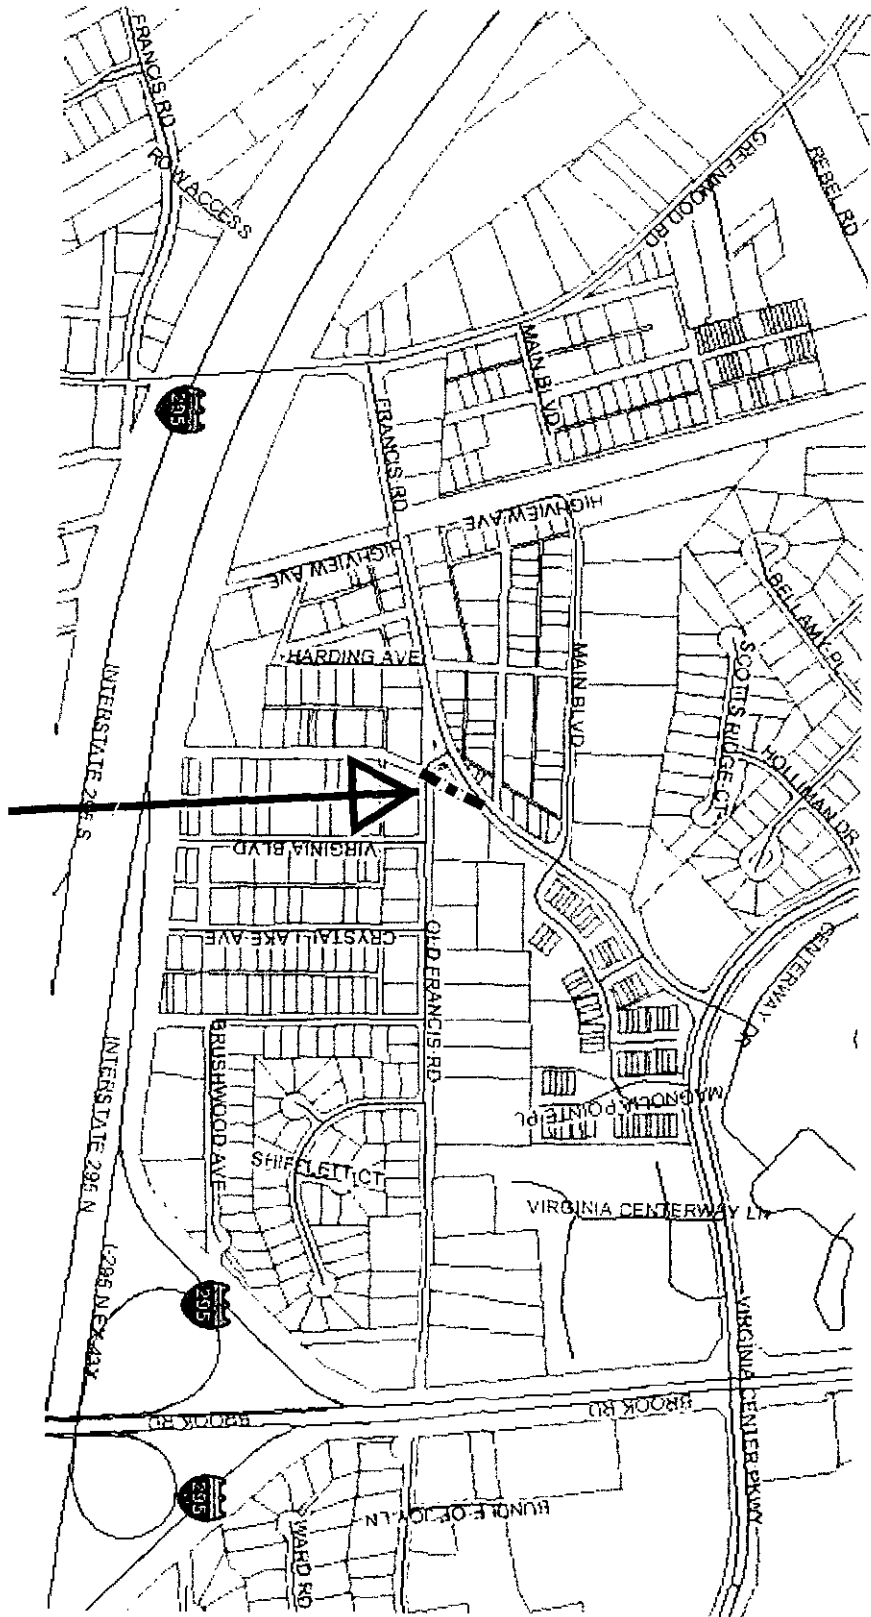 FRANCIS RD
ROW ACCESS
GREENWOOD RD
REBEL RD
MAIN BLVD
295
FRANCIS RD
HIGHVIEW AVE
HIGHVIEW AVE
BELLAMY PL
HARDING AVE
MAIN BLVD
SCOTTS RIDGE CT
HOLLIMAN DR
INTERSTATE 295 S
VIRGINIA BLVD
CRYSTAL LAKE AVE
OLD FRANCIS RD
CENTERWAY LN
DR
INTERSTATE 295 N
BRUSHWOOD AVE
MAGNOLIA POINTE PL
SHIFFLETT CT
VIRGINIA CENTERWAY LN
I-295 N EX 43X
295
VIRGINIA CENTER PKWY
BROOK RD
BROOK RD
295
BUNDLE OF JOY LN
WARD RD